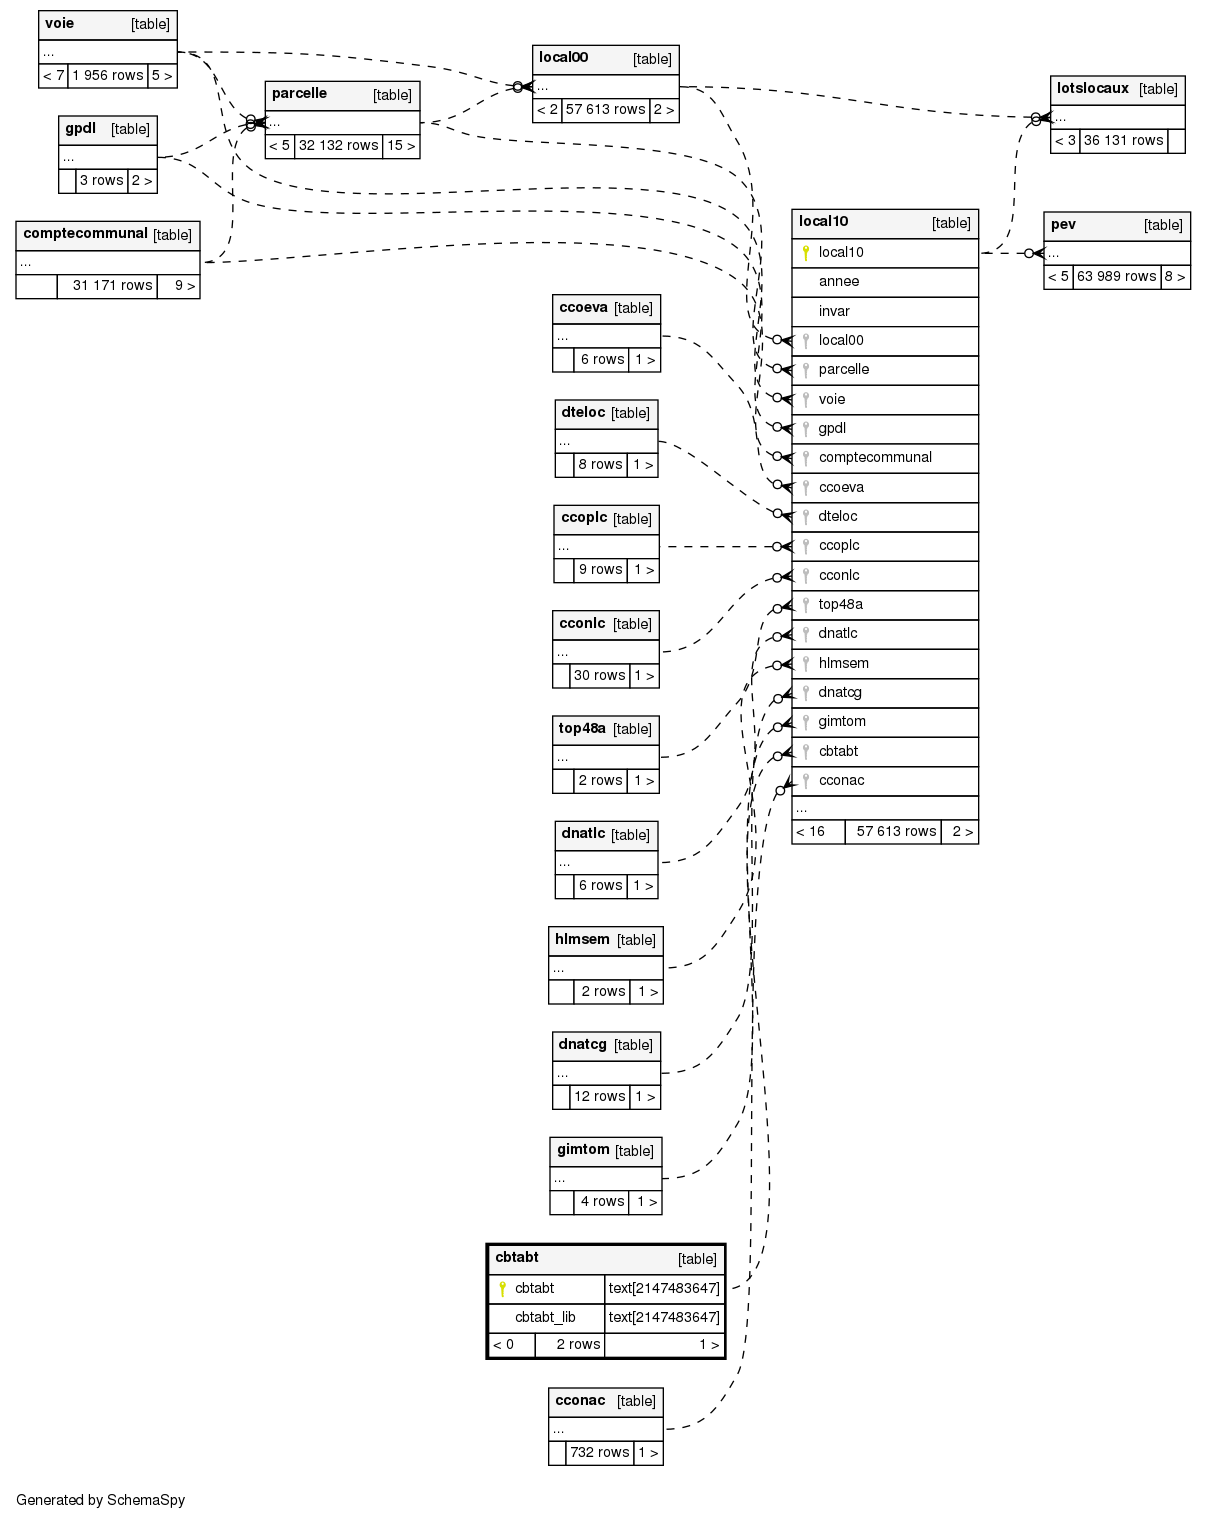 voie [table]
...
< 7 1 956 rows 5 >
local00 [table]
...
< 2 57 613 rows 2 >
parcelle [table]
...
< 5 32 132 rows 15 >
lotslocaux [table]
...
< 3 36 131 rows
gpdl [table]
...
3 rows 2 >
comptecommunal [table]
...
31 171 rows 9 >
pev [table]
...
< 5 63 989 rows 8 >
local10 [table]
local10
annee
invar
local00
parcelle
voie
gpdl
comptecommunal
ccoeva
dteloc
ccoplc
cconlc
top48a
dnatlc
hlmsem
dnatcg
gimtom
cbtabt
cconac
...
< 16 57 613 rows 2 >
ccoeva [table]
...
6 rows 1 >
dteloc [table]
...
8 rows 1 >
ccoplc [table]
...
9 rows 1 >
cconlc [table]
...
30 rows 1 >
top48a [table]
...
2 rows 1 >
dnatlc [table]
...
6 rows 1 >
hlmsem [table]
...
2 rows 1 >
dnatcg [table]
...
12 rows 1 >
gimtom [table]
...
4 rows 1 >
cbtabt [table]
cbtabt text[2147483647]
cbtabt_lib text[2147483647]
< 0 2 rows 1 >
cconac [table]
...
732 rows 1 >
Generated by SchemaSpy